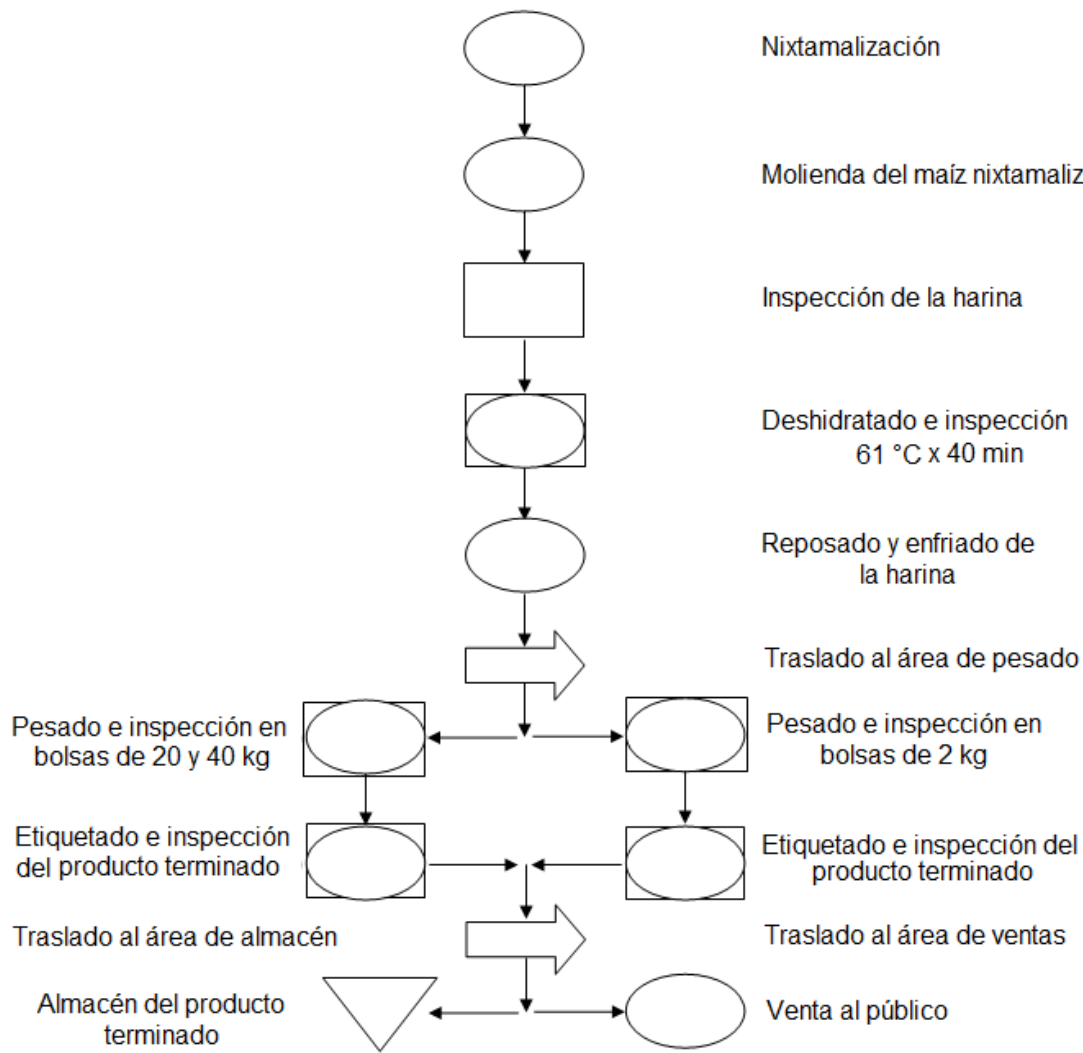 Nixtamalización
Molienda del maíz nixtamaliz
Inspección de la harina
Deshidratado e inspección
61 °C x 40 min
Reposado y enfriado de
la harina
Traslado al área de pesado
Pesado e inspección en
bolsas de 20 y 40 kg
Pesado e inspección en
bolsas de 2 kg
Etiquetado e inspección
del producto terminado
Etiquetado e inspección del
producto terminado
Traslado al área de almacén
Traslado al área de ventas
Almacén del producto
terminado
Venta al público